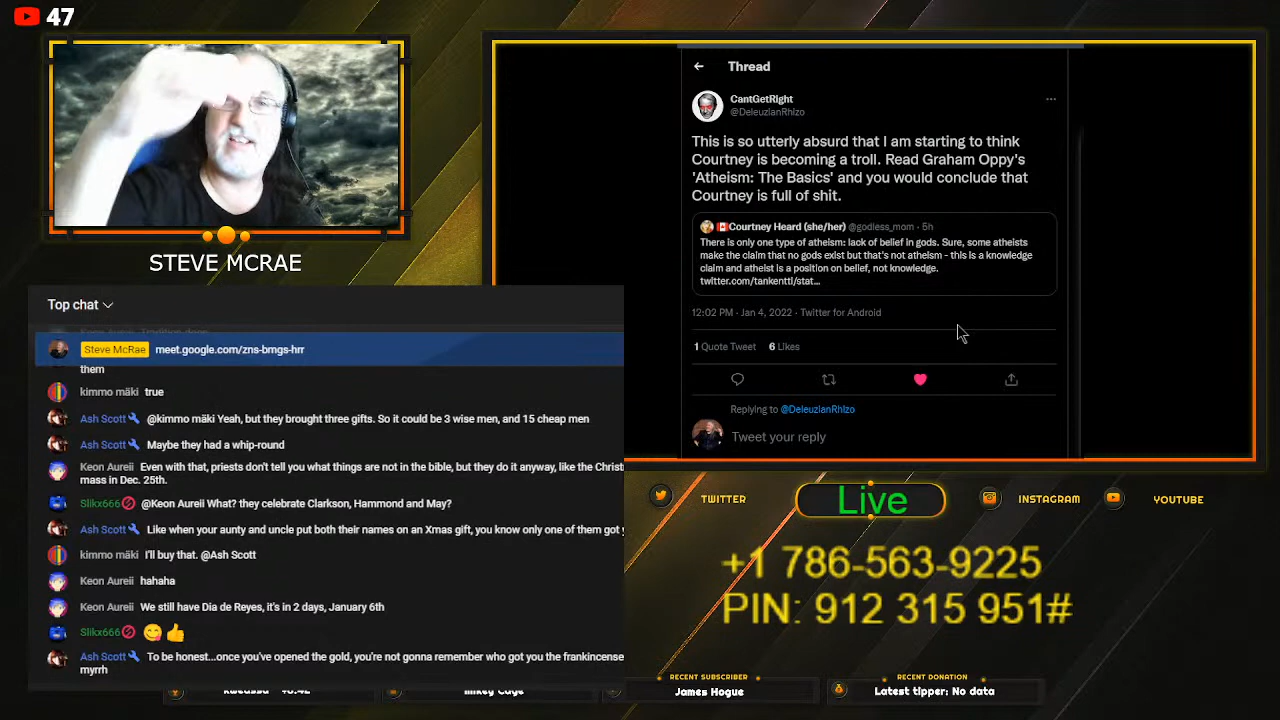 47
STEVE MCRAE
Top chat
Steve McRae meet.google.com/zns-bmgs-hrr
them
kimmo mäki true
Ash Scott @kimmo mäki Yeah, but they brought three gifts. So it could be 3 wise men, and 15 cheap men
Ash Scott Maybe they had a whip-round
Keon Aureii Even with that, priests don't tell you what things are not in the bible, but they do it anyway, like the Christ
mass in Dec. 25th.
Slikx666 @Keon Aureii What? they celebrate Clarkson, Hammond and May?
Ash Scott Like when your aunty and uncle put both their names on an Xmas gift, you know only one of them got
kimmo mäki I'll buy that. @Ash Scott
Keon Aureii hahaha
Keon Aureii We still have Dia de Reyes, it's in 2 days, January 6th
Slikx666
Ash Scott To be honest...once you've opened the gold, you're not gonna remember who got you the frankincense
myrrh
Thread
CantGetRight
@DeleuzianRhizo
This is so utterly absurd that I am starting to think
Courtney is becoming a troll. Read Graham Oppy's
'Atheism: The Basics' and you would conclude that
Courtney is full of shit.
Courtney Heard (she/her) @godless_mom · 5h
There is only one type of atheism: lack of belief in gods. Sure, some atheists
make the claim that no gods exist but that's not atheism - this is a knowledge
claim and atheist is a position on belief, not knowledge.
twitter.com/tankentti/stat...
12:02 PM · Jan 4, 2022 · Twitter for Android
1 Quote Tweet 6 Likes
Replying to @DeleuzianRhizo
Tweet your reply
TWITTER
Live
INSTAGRAM
YOUTUBE
+1 786-563-9225
PIN: 912 315 951#
RECENT SUBSCRIBER
James Hogue
RECENT DONATION
Latest tipper: No data